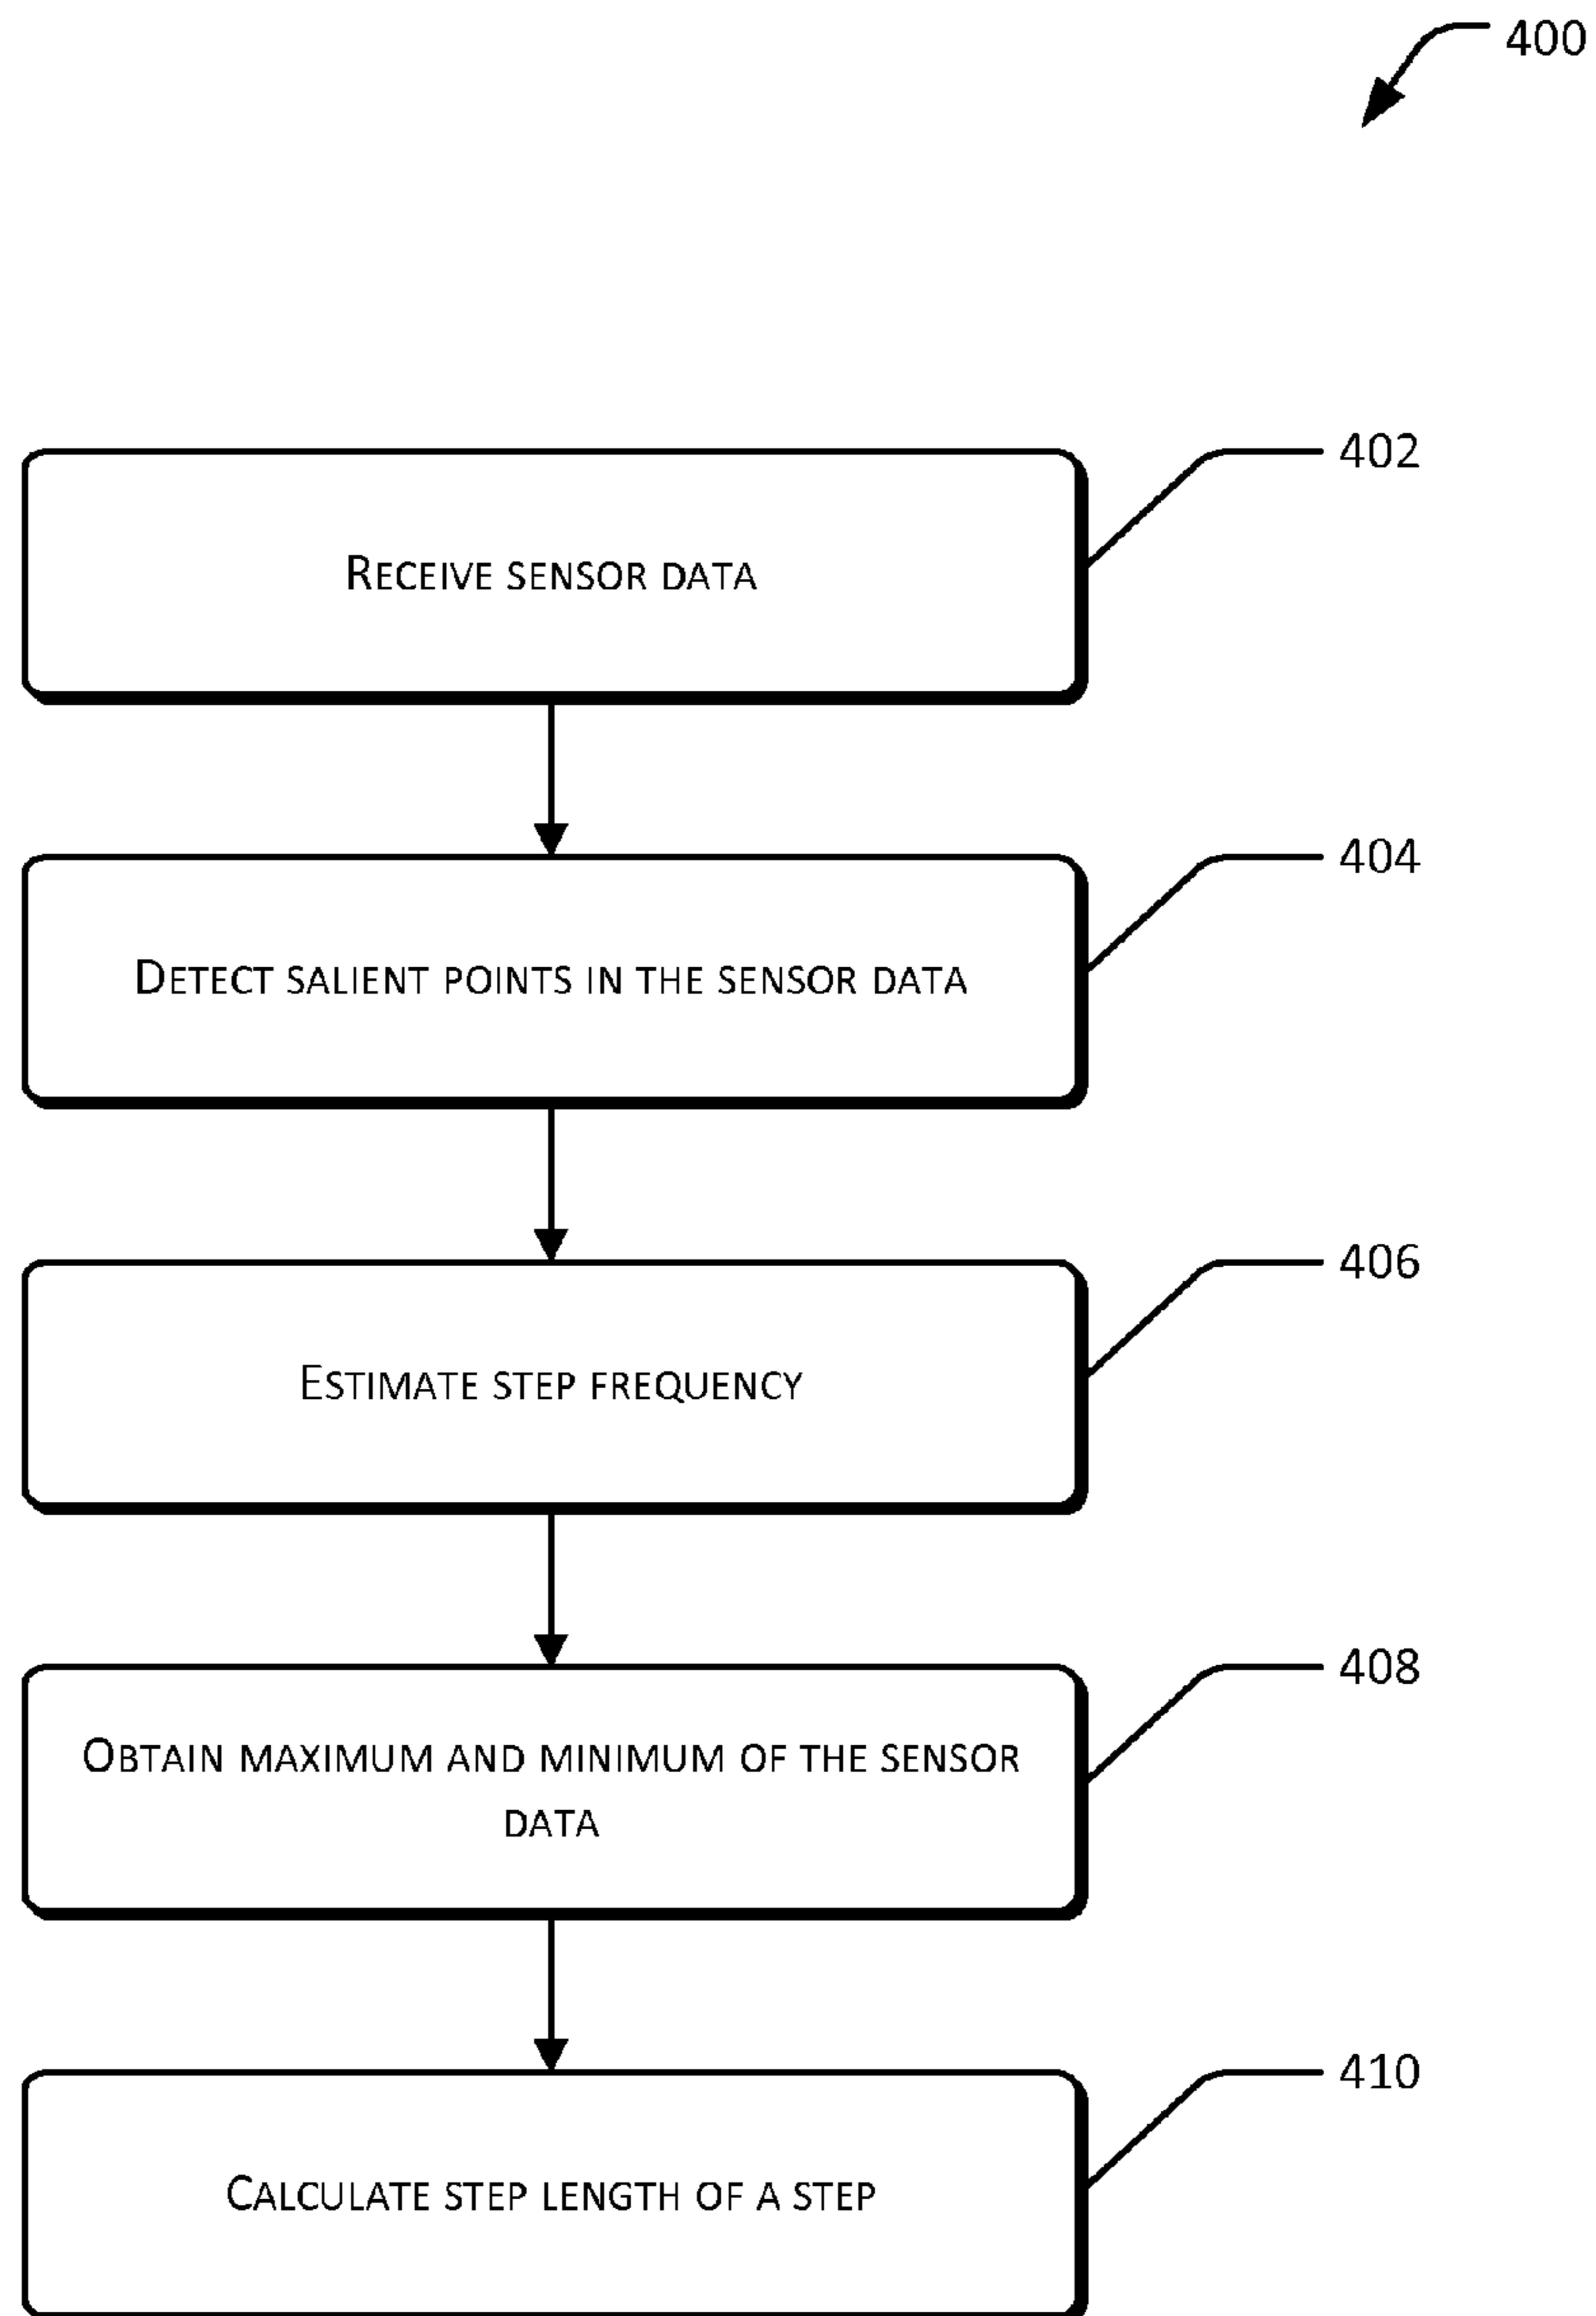 400
402
RECEIVE SENSOR DATA
404
DETECT SALIENT POINTS IN THE SENSOR DATA
406
ESTIMATE STEP FREQUENCY
408
OBTAIN MAXIMUM AND MINIMUM OF THE SENSOR
DATA
410
CALCULATE STEP LENGTH OF A STEP